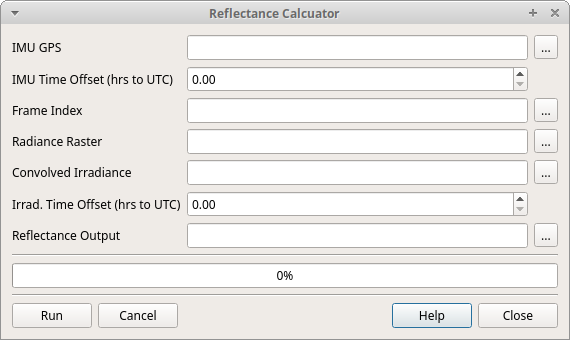 Reflectance Calcuator
IMU GPS ...
IMU Time Offset (hrs to UTC) 0.00
Frame Index ...
Radiance Raster ...
Convolved Irradiance ...
Irrad. Time Offset (hrs to UTC) 0.00
Reflectance Output ...
0%
Run Cancel Help Close